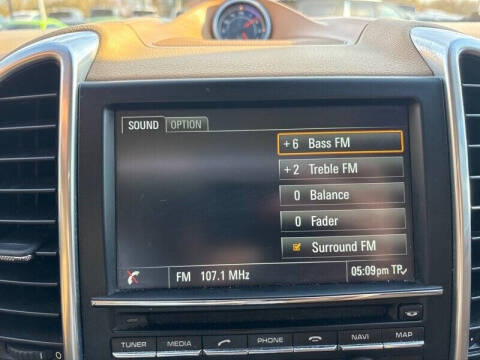 SOUND OPTION
+ 6 Bass FM
+ 2 Treble FM
0 Balance
0 Fader
Surround FM
FM 107.1 MHz 05:09pm TP
TUNER MEDIA PHONE NAVI MAP